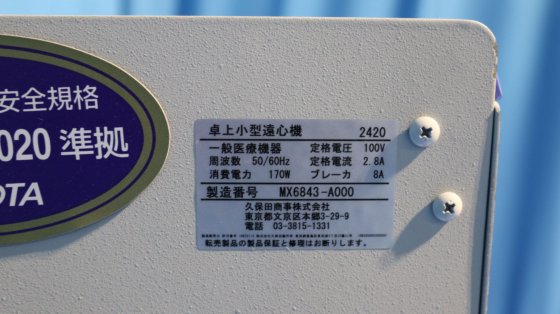 安全規格
020 準拠
OTA
卓上小型遠心機 2420
一般医療機器 定格電圧 100V
周波数 50/60Hz 定格電流 2.8A
消費電力 170W ブレーカ 8A
製造番号 MX6843-A000
久保田商事株式会社
東京都文京区本郷3-29-9
電話 03-3815-1331
転売製品の製品保証と修理はお断りします。